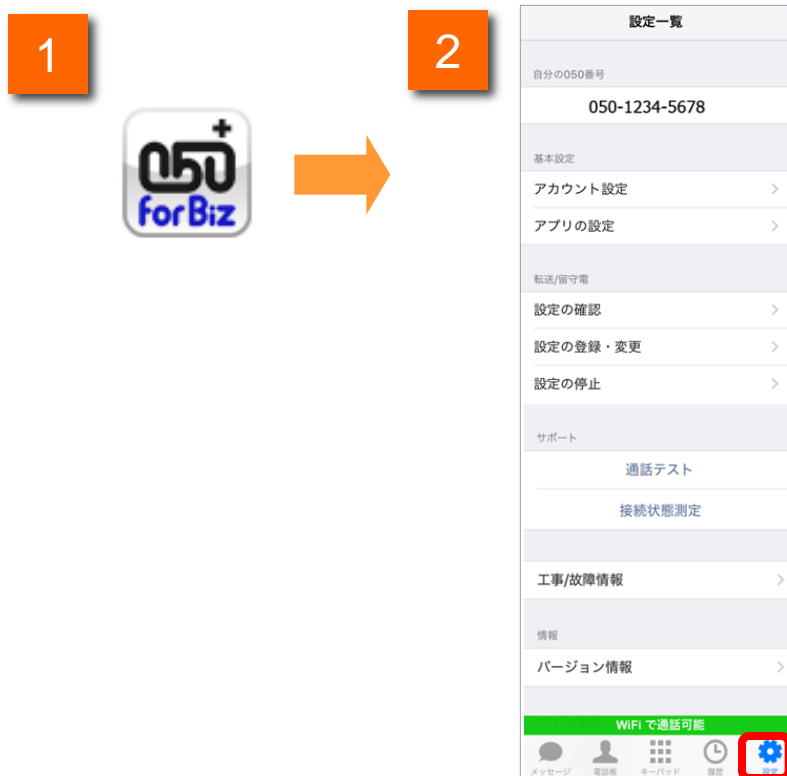 1
050+
for Biz
2
設定一覧
自分の050番号
050-1234-5678
基本設定
アカウント設定
アプリの設定
転送/留守電
設定の確認
設定の登録・変更
設定の停止
サポート
通話テスト
接続状態測定
工事/故障情報
情報
バージョン情報
WiFi で通話可能
メッセージ
電話帳
キーパッド
履歴
設定